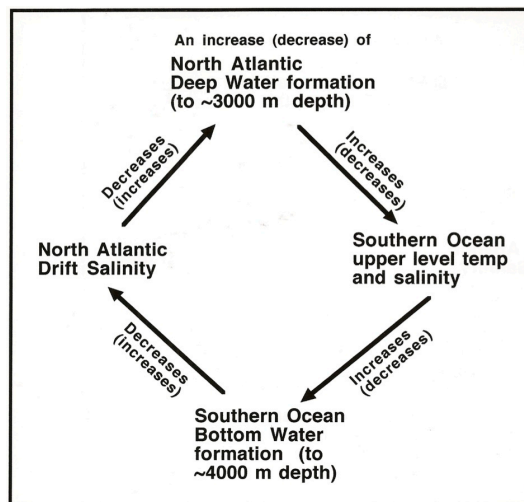 An increase (decrease) of
North Atlantic
Deep Water formation
(to ~3000 m depth)
Increases
(decreases)
Southern Ocean
upper level temp
and salinity
Increases
(decreases)
Southern Ocean
Bottom Water
formation (to
~4000 m depth)
Decreases
(increases)
North Atlantic
Drift Salinity
Decreases
(increases)